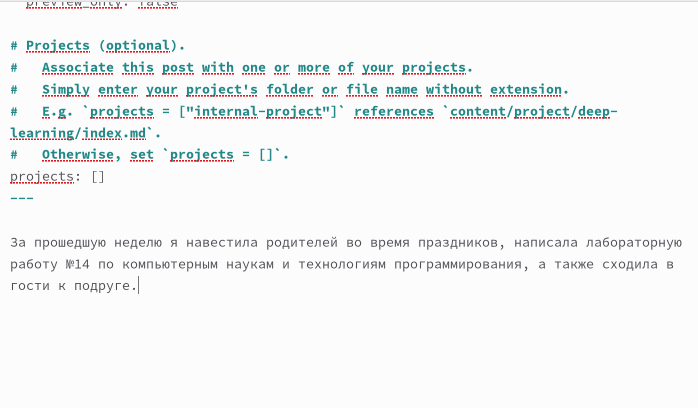 preview_only: false
# Projects (optional).
#   Associate this post with one or more of your projects.
#   Simply enter your project's folder or file name without extension.
#   E.g. `projects = ["internal-project"]` references `content/project/deep-
learning/index.md`.
#   Otherwise, set `projects = []`.
projects: []
---
За прошедшую неделю я навестила родителей во время праздников, написала лабораторную
работу №14 по компьютерным наукам и технологиям программирования, а также сходила в
гости к подруге.